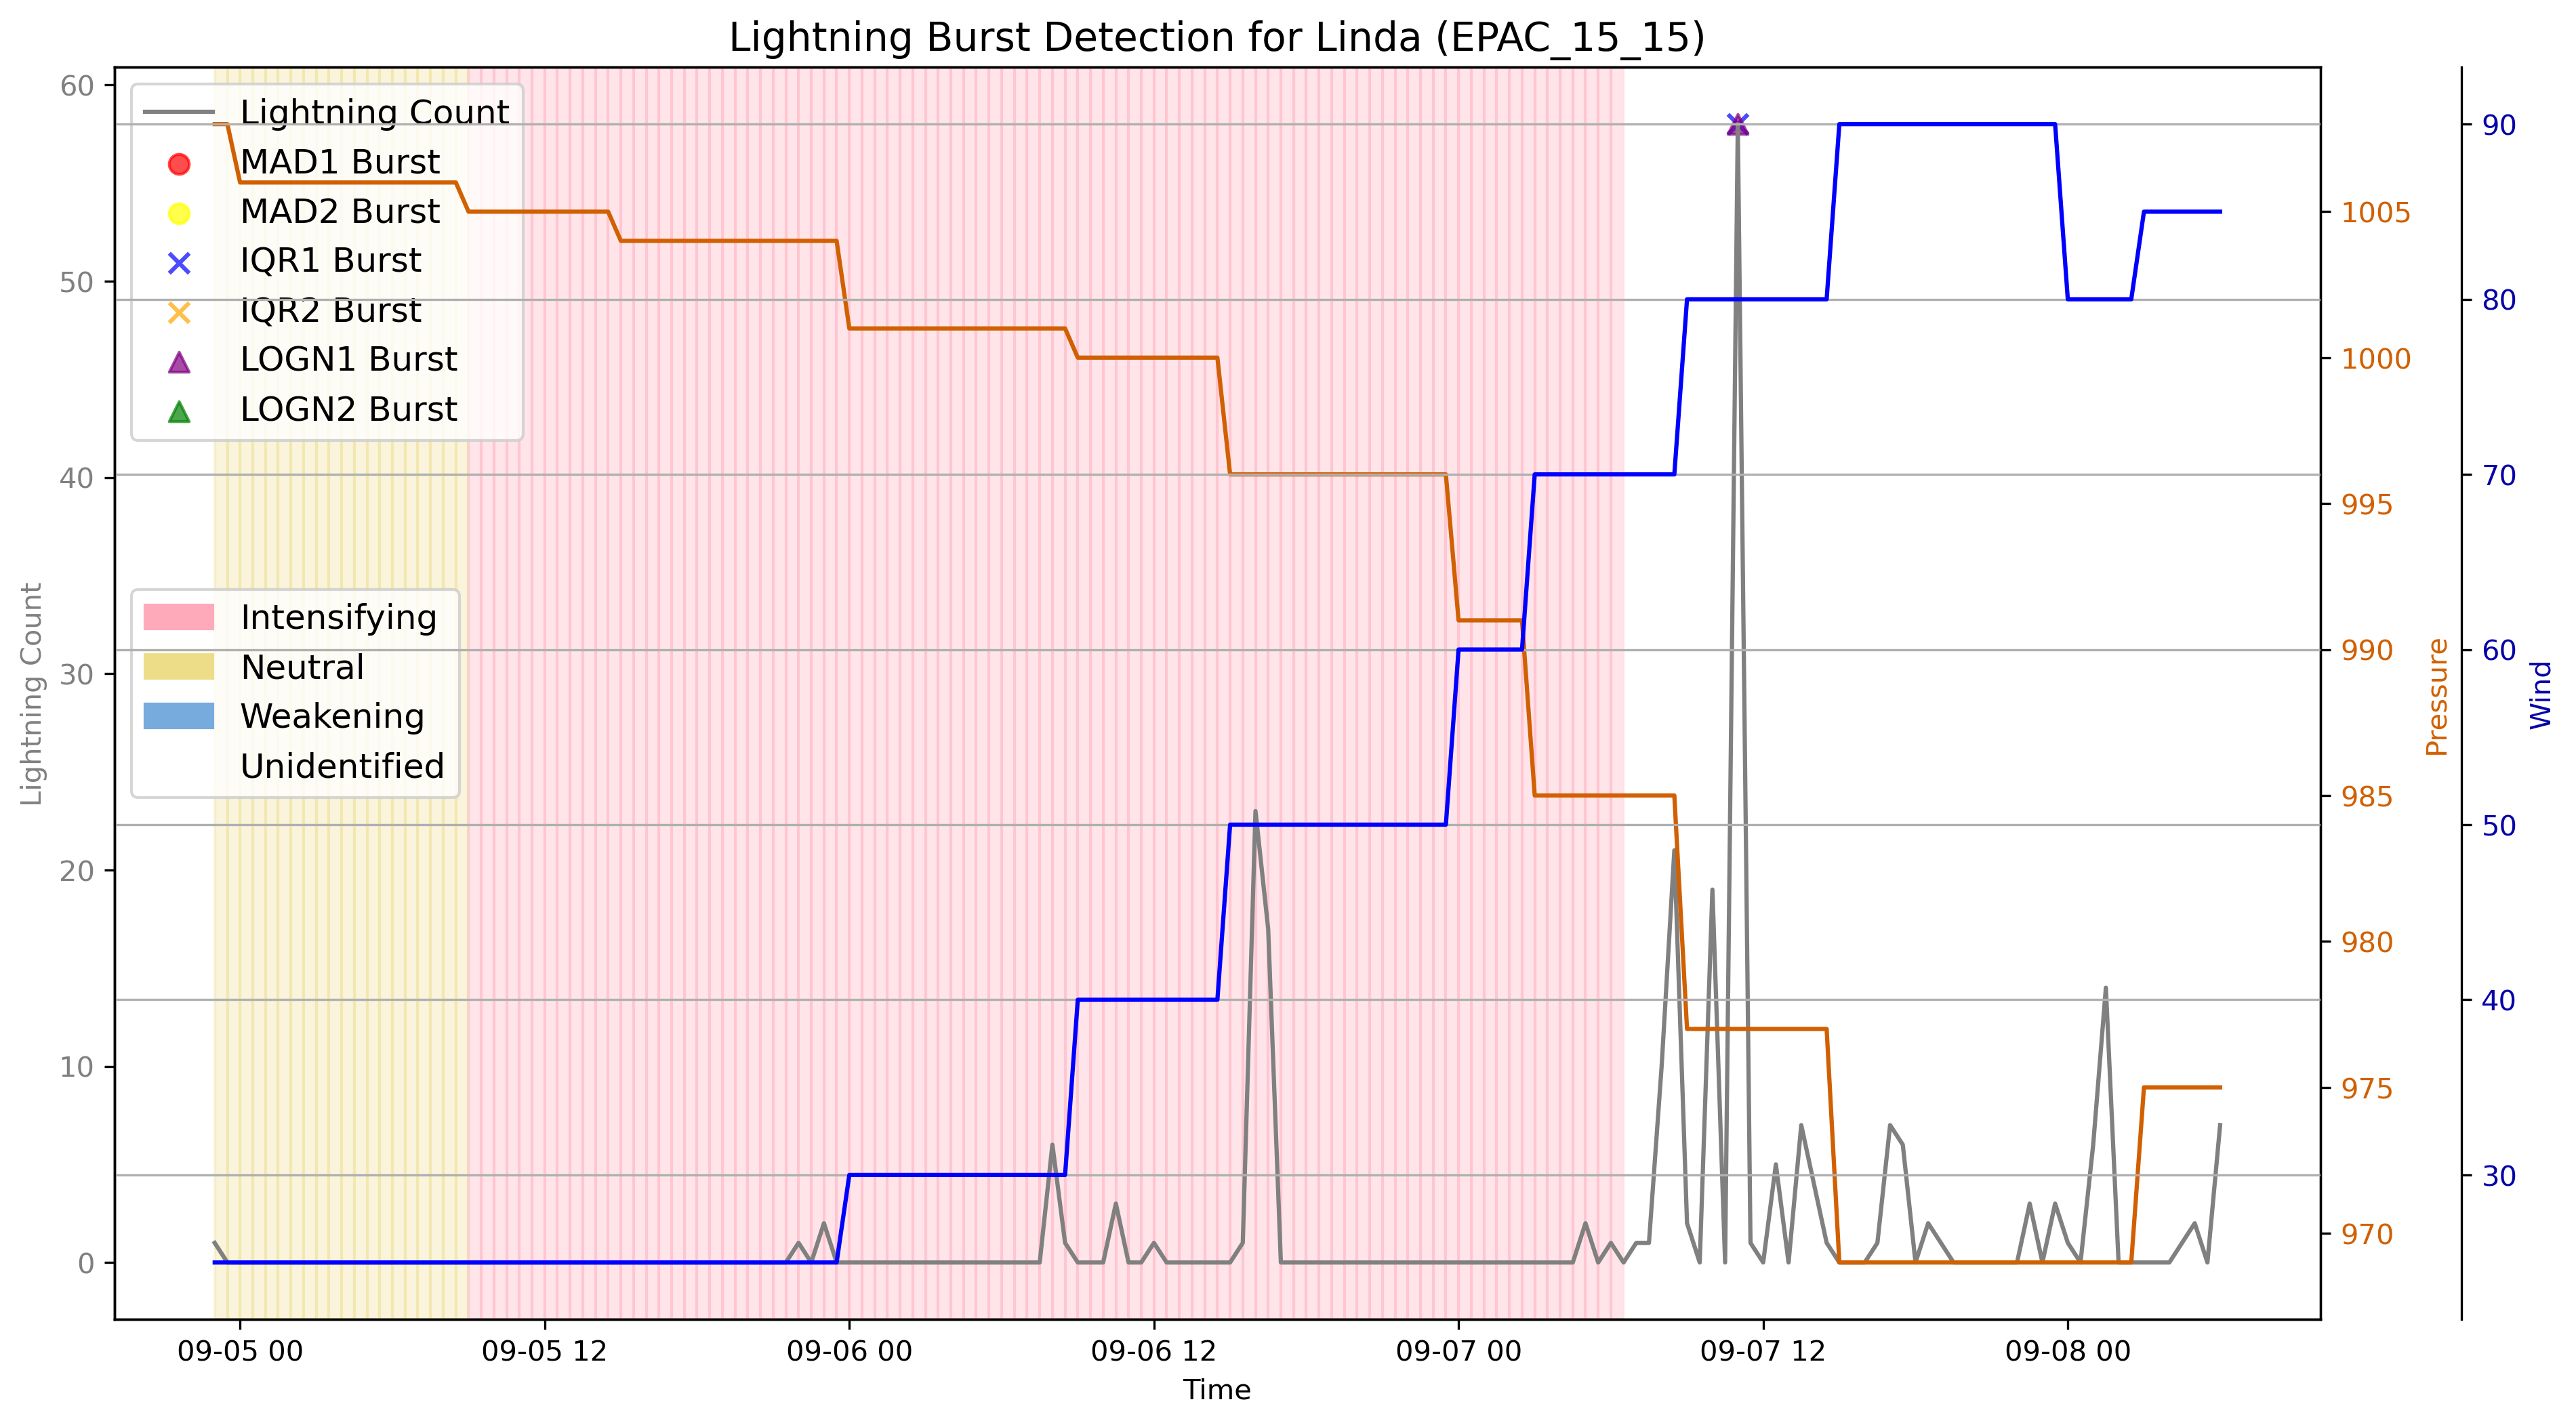 Lightning Burst Detection for Linda (EPAC_15_15)
Lightning Count
MAD1 Burst
MAD2 Burst
IQR1 Burst
IQR2 Burst
LOGN1 Burst
LOGN2 Burst
Intensifying
Neutral
Weakening
Unidentified
Lightning Count
60
50
40
30
20
10
0
1005
1000
995
990
985
980
975
970
Pressure
90
80
70
60
50
40
30
Wind
09-05 00
09-05 12
09-06 00
09-06 12
09-07 00
09-07 12
09-08 00
Time